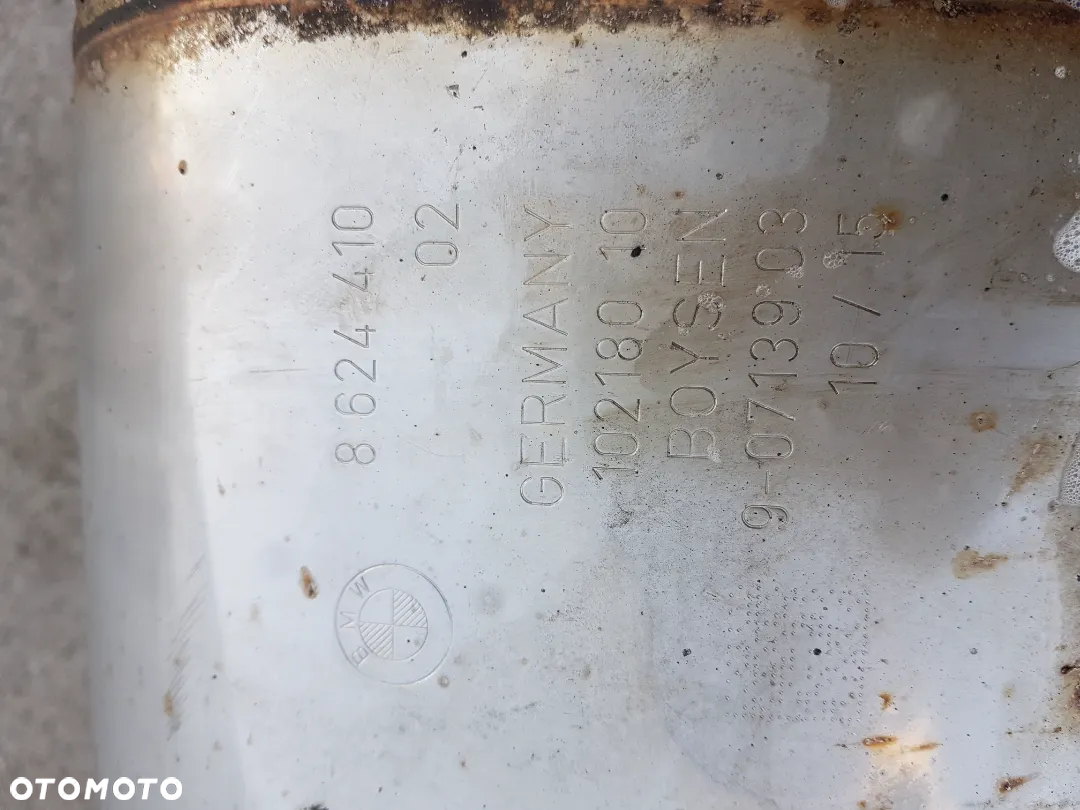 8 624 410
02
GERMANY
102180 10
BOYSEN
9-07139.03
10 / 15
BMW
OTOMOTO